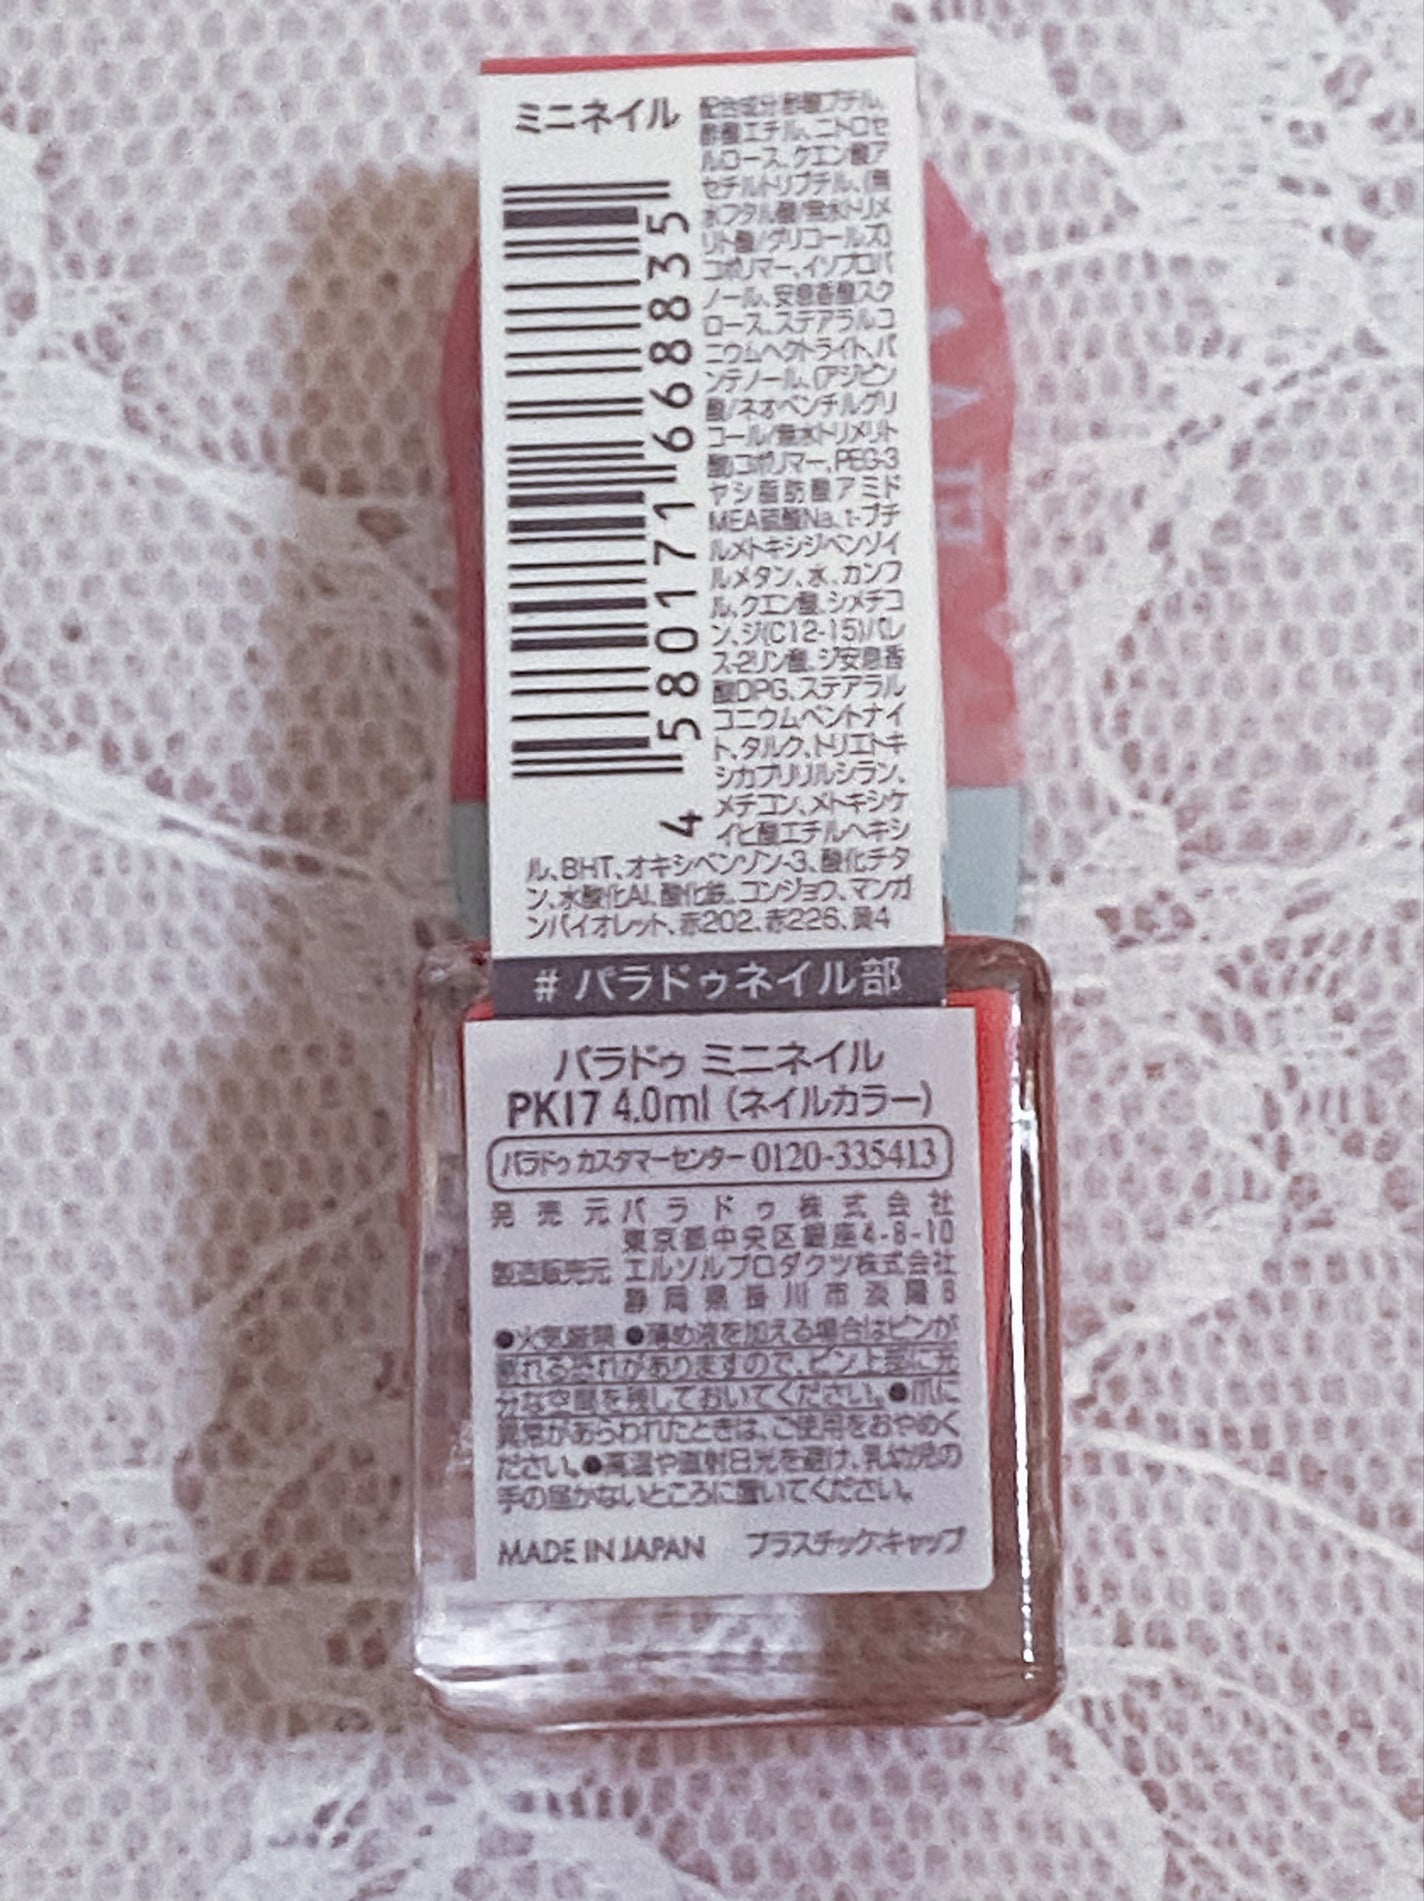 ミニネイル
4 580171 668835
配合成分:酢酸ブチル、
酢酸エチル、ニトロセ
ルロース、クエン酸ア
セチルトリブチル、(無
水フタル酸/無水トリメ
リト酸/グリコールズ)
コポリマー、イソプロパ
ノール、安息香酸スク
ロース、ステアラルコ
ニウムヘクトライト、パ
ンテノール、(アジピン
酸/ネオペンチルグリ
コール/無水トリメリト
酸)コポリマー、PEG-3
ヤシ脂肪酸アミド
MEA硫酸Na、t-ブチ
ルメトキシジベンゾイ
ルメタン、水、カンフ
ル、クエン酸、シメチコ
ン、ジ(C12-15)パレ
ス-2リン酸、ジ安息香
酸DPG、ステアラル
コニウムベントナイ
ト、タルク、トリエトキ
シカプリリルシラン、
メチコン、メトキシケ
イヒ酸エチルヘキシ
ル、BHT、オキシベンゾン-3、酸化チタ
ン、水酸化Al、酸化鉄、コンジョウ、マンガ
ンバイオレット、赤202、赤226、黄4
#パラドゥネイル部
パラドゥ ミニネイル
PK17 4.0ml (ネイルカラー)
パラドゥ カスタマーセンター 0120-335413
発売元 パラドゥ株式会社
東京都中央区銀座4-8-10
製造販売元 エルソルプロダクツ株式会社
静岡県掛川市淡陽8
●火気厳禁 ●薄め液を加える場合はビンが
割れる恐れがありますので、ビン上部に充
分な空間を残しておいてください。●爪に
異常があらわれたときは、ご使用をおやめく
ださい。●高温や直射日光を避け、乳幼児の
手の届かないところに置いてください。
MADE IN JAPAN プラスチック:キャップ